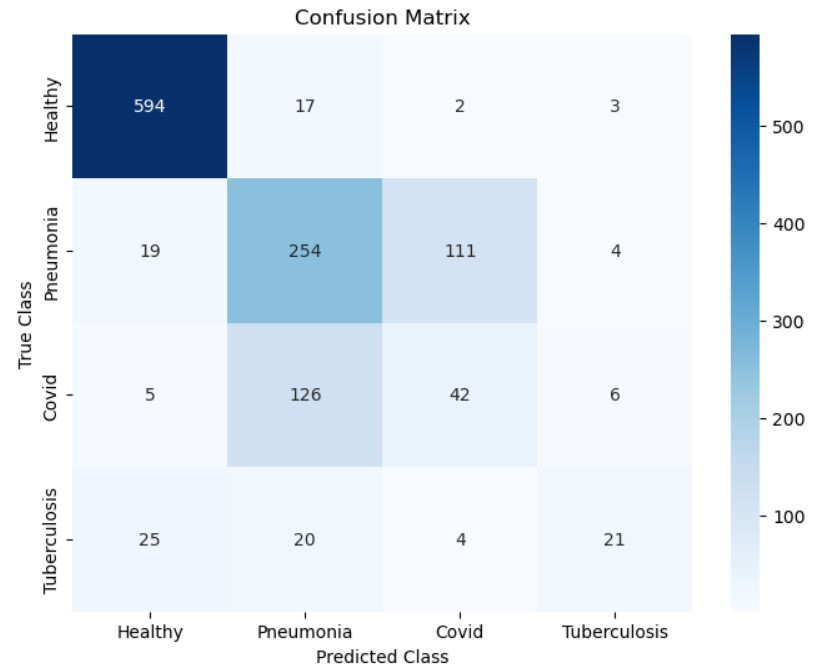 Confusion Matrix
Healthy
594 17 2 3
Pneumonia
19 254 111 4
Covid
5 126 42 6
Tuberculosis
25 20 4 21
True Class
Healthy Pneumonia Covid Tuberculosis
Predicted Class
500
400
300
200
100